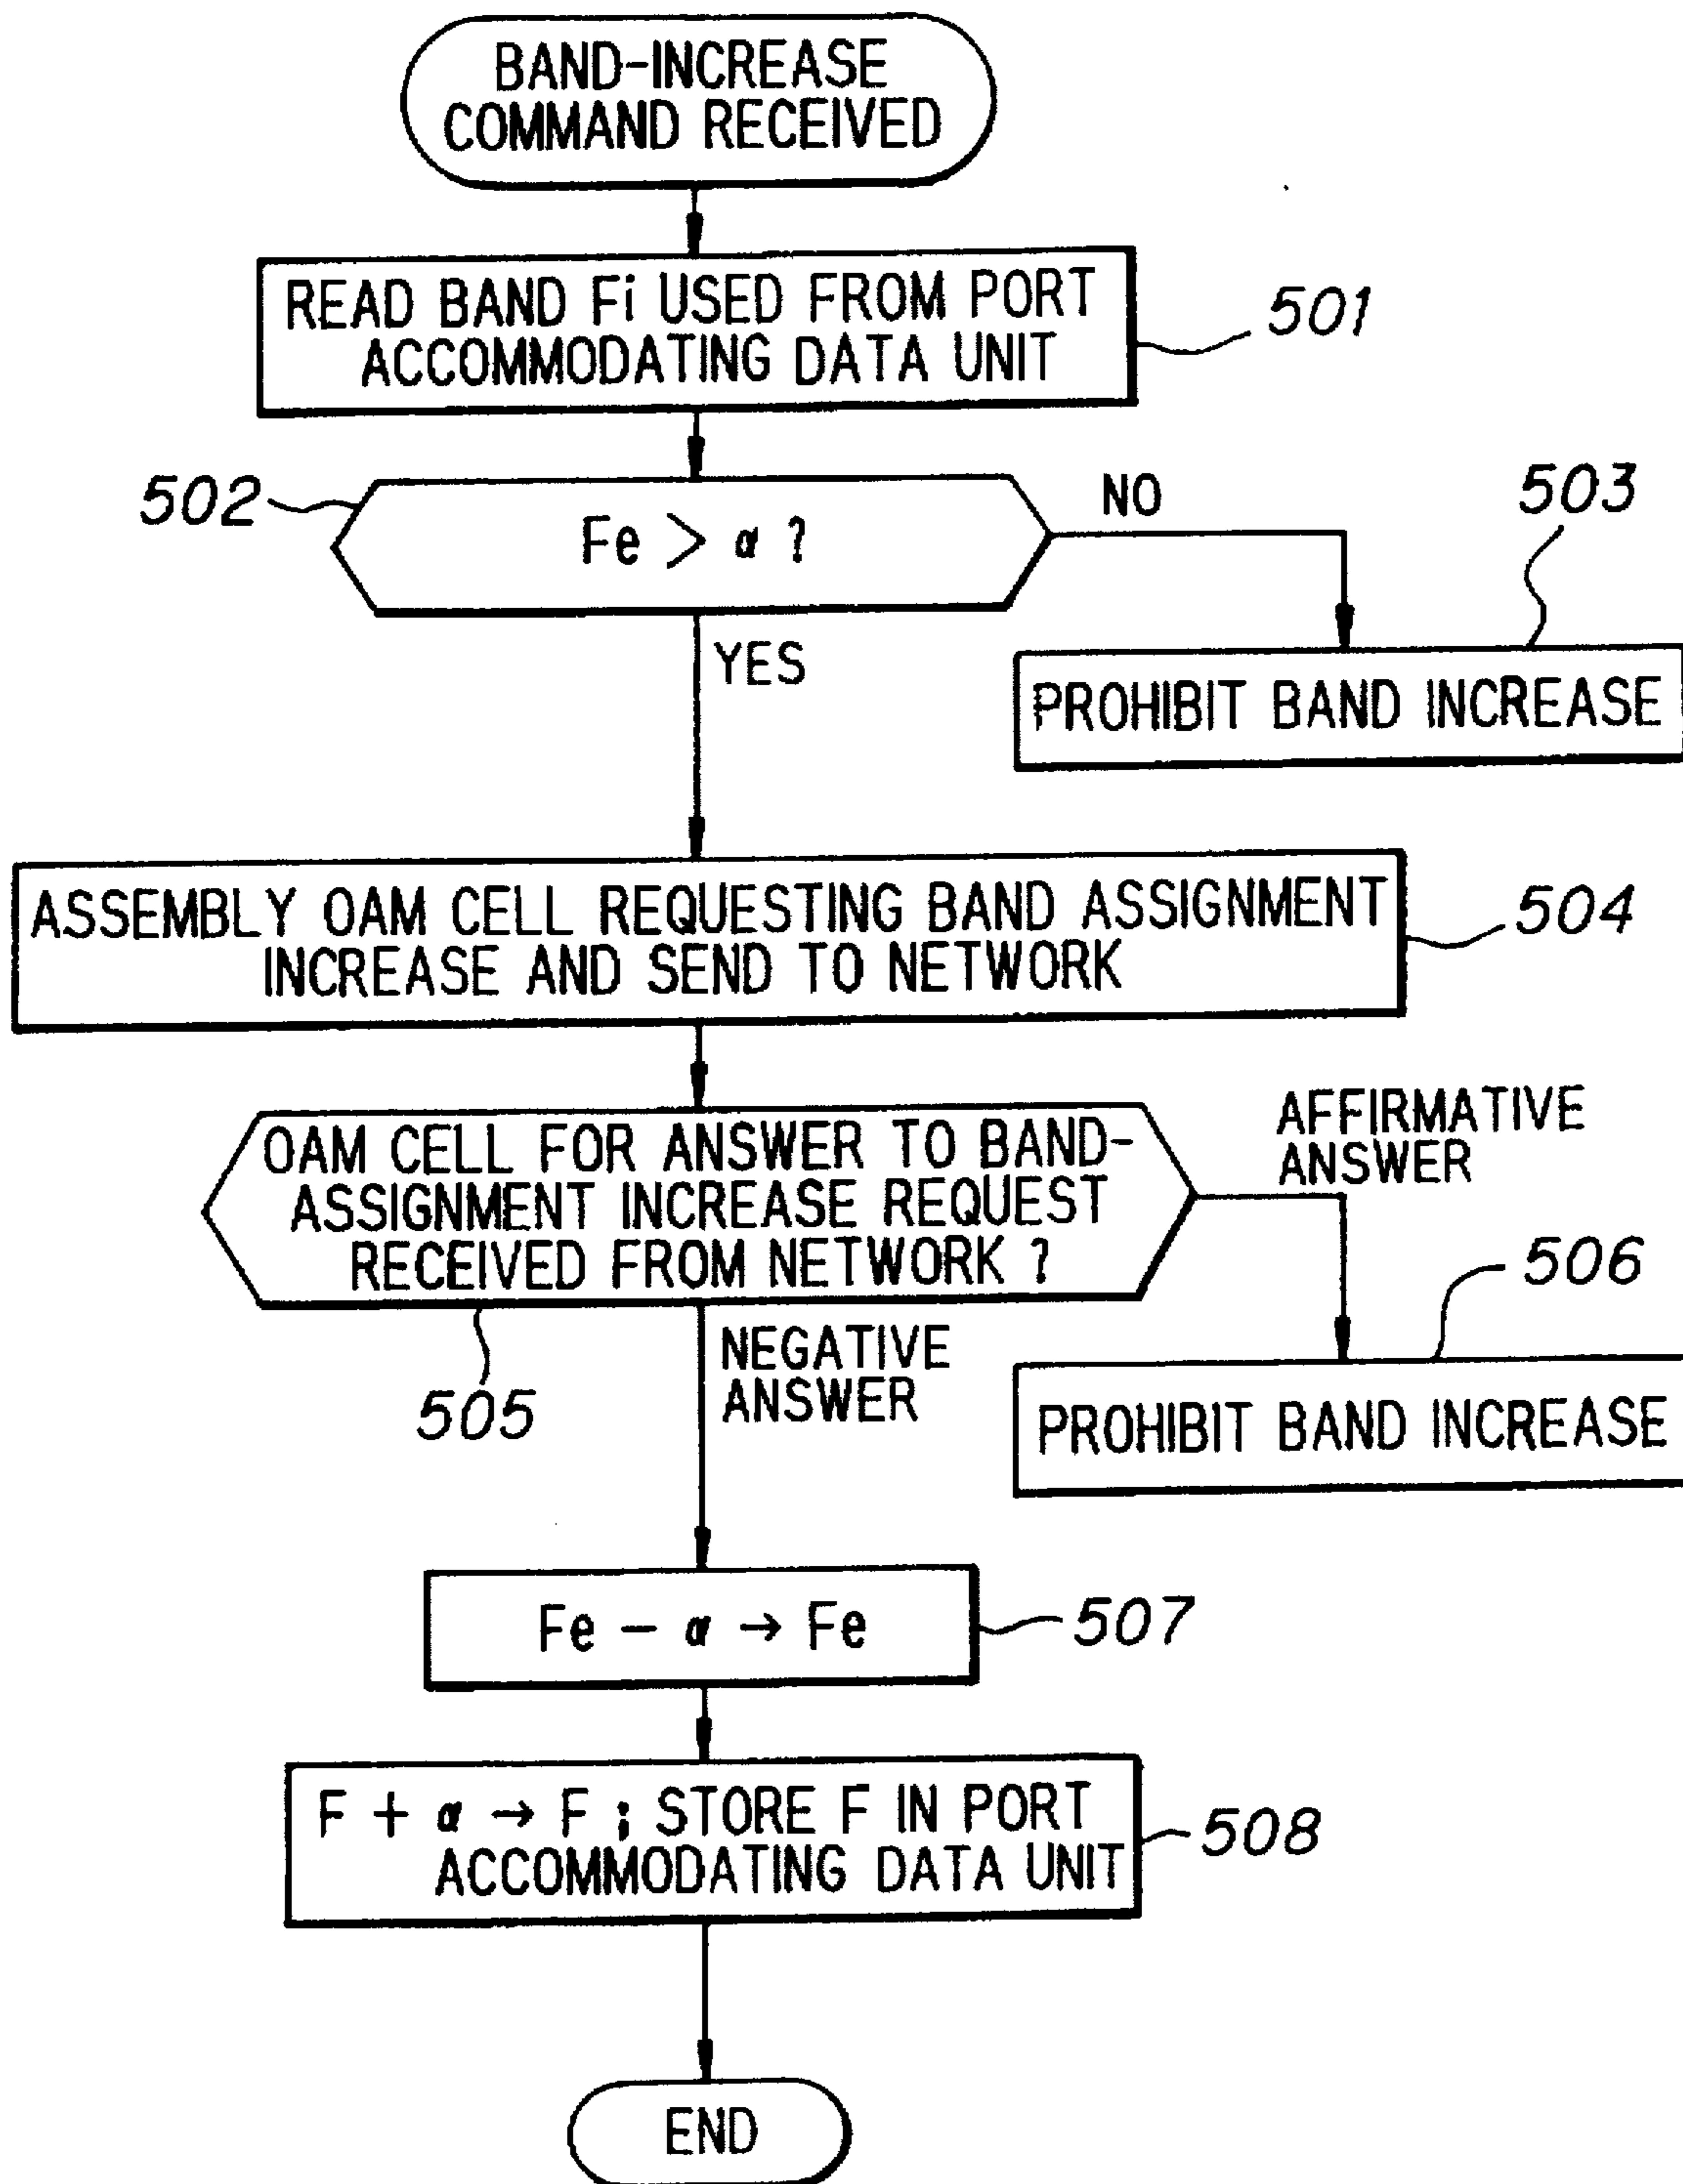 BAND-INCREASE
COMMAND RECEIVED
READ BAND Fi USED FROM PORT
ACCOMMODATING DATA UNIT
501
502
Fe > α ?
NO
503
YES
PROHIBIT BAND INCREASE
ASSEMBLY OAM CELL REQUESTING BAND ASSIGNMENT
INCREASE AND SEND TO NETWORK
504
OAM CELL FOR ANSWER TO BAND-
ASSIGNMENT INCREASE REQUEST
RECEIVED FROM NETWORK ?
AFFIRMATIVE
ANSWER
505
NEGATIVE
ANSWER
506
PROHIBIT BAND INCREASE
Fe - α → Fe
507
F + α → F ; STORE F IN PORT
ACCOMMODATING DATA UNIT
508
END